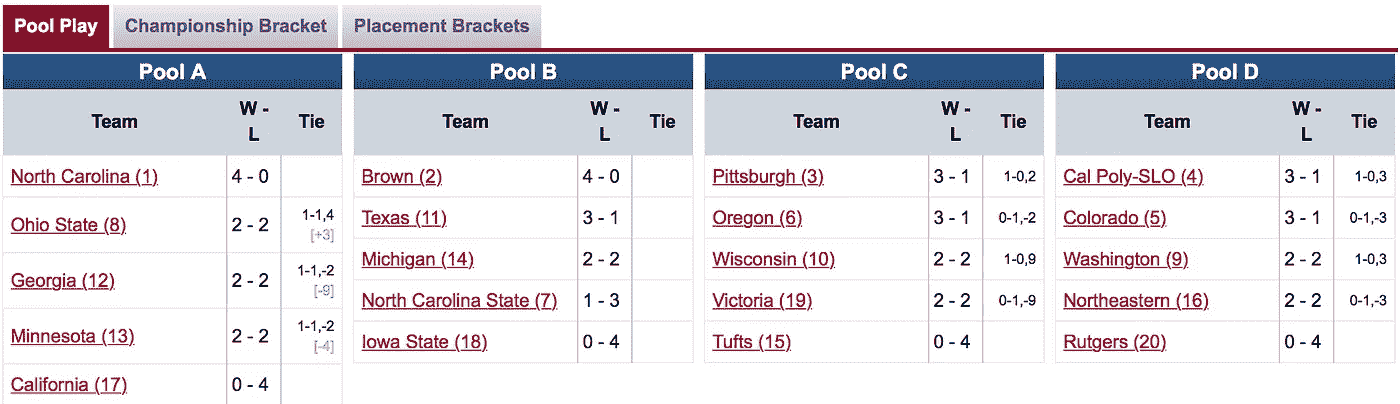 Pool Play Championship Bracket Placement Brackets
Pool A
Team W - L Tie
North Carolina (1) 4 - 0
Ohio State (8) 2 - 2 1-1,4 [+3]
Georgia (12) 2 - 2 1-1,-2 [-9]
Minnesota (13) 2 - 2 1-1,-2 [-4]
California (17) 0 - 4
Pool B
Team W - L Tie
Brown (2) 4 - 0
Texas (11) 3 - 1
Michigan (14) 2 - 2
North Carolina State (7) 1 - 3
Iowa State (18) 0 - 4
Pool C
Team W - L Tie
Pittsburgh (3) 3 - 1 1-0,2
Oregon (6) 3 - 1 0-1,-2
Wisconsin (10) 2 - 2 1-0,9
Victoria (19) 2 - 2 0-1,-9
Tufts (15) 0 - 4
Pool D
Team W - L Tie
Cal Poly-SLO (4) 3 - 1 1-0,3
Colorado (5) 3 - 1 0-1,-3
Washington (9) 2 - 2 1-0,3
Northeastern (16) 2 - 2 0-1,-3
Rutgers (20) 0 - 4